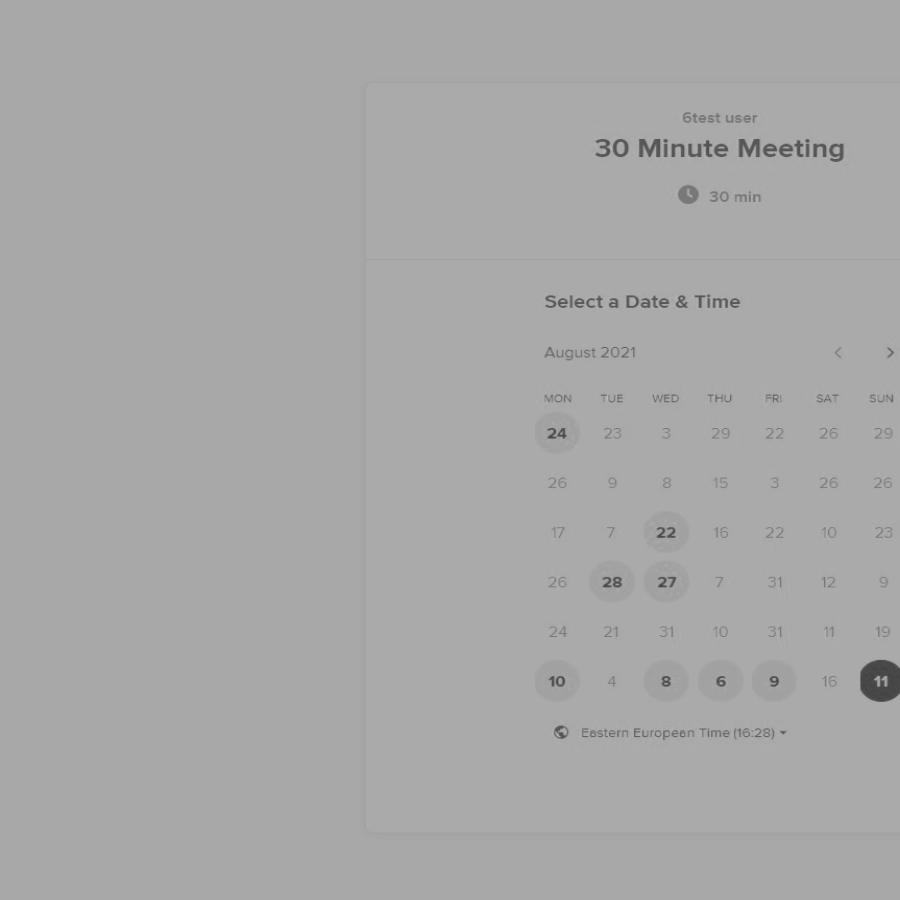 6test user
30 Minute Meeting
30 min
Select a Date & Time
August 2021
MON TUE WED THU FRI SAT SUN
24 23 3 29 22 26 29
26 9 8 15 3 26 26
17 7 22 16 22 10 23
26 28 27 7 31 12 9
24 21 31 10 31 11 19
10 4 8 6 9 16 11
Eastern European Time (16:28)